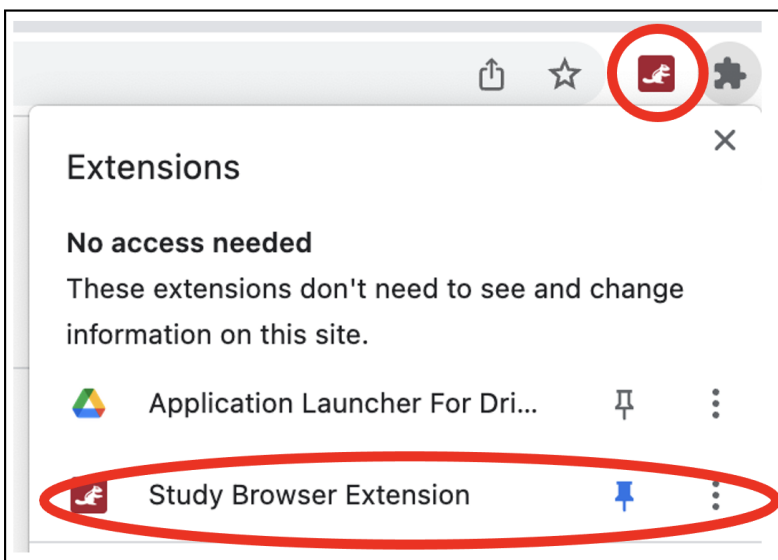 Extensions
No access needed
These extensions don't need to see and change
information on this site.
Application Launcher For Dri...
Study Browser Extension